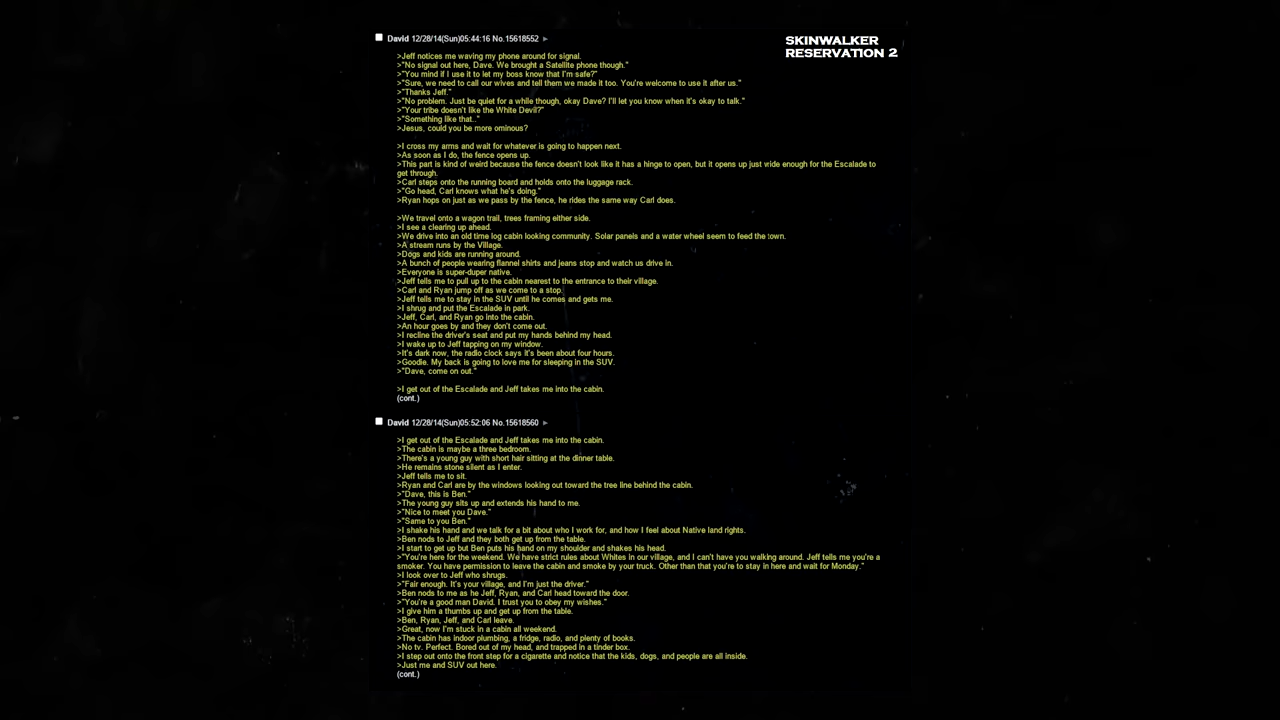 SKINWALKER
RESERVATION 2
David 12/28/14(Sun)05:44:16 No.15618552 ►
>Jeff notices me waving my phone around for signal.
>"No signal out here, Dave. We brought a Satellite phone though."
>"You mind if I use it to let my boss know that I'm safe?"
>"Sure, we need to call our wives and tell them we made it too. You're welcome to use it after us."
>"Thanks Jeff."
>"No problem. Just be quiet for a while though, okay Dave? I'll let you know when it's okay to talk."
>"Your tribe doesn't like the White Devil?"
>"Something like that.."
>Jesus, could you be more ominous?
>I cross my arms and wait for whatever is going to happen next.
>As soon as I do, the fence opens up.
>This part is kind of weird because the fence doesn't look like it has a hinge to open, but it opens up just wide enough for the Escalade to
get through.
>Carl steps onto the running board and holds onto the luggage rack.
>"Go head, Carl knows what he's doing."
>Ryan hops on just as we pass by the fence, he rides the same way Carl does.
>We travel onto a wagon trail, trees framing either side.
>I see a clearing up ahead.
>We drive into an old time log cabin looking community. Solar panels and a water wheel seem to feed the town.
>A stream runs by the Village.
>Dogs and kids are running around.
>A bunch of people wearing flannel shirts and jeans stop and watch us drive in.
>Everyone is super-duper native.
>Jeff tells me to pull up to the cabin nearest to the entrance to their village.
>Carl and Ryan jump off as we come to a stop.
>Jeff tells me to stay in the SUV until he comes and gets me.
>I shrug and put the Escalade in park.
>Jeff, Carl, and Ryan go into the cabin.
>An hour goes by and they don't come out.
>I recline the driver's seat and put my hands behind my head.
>I wake up to Jeff tapping on my window.
>It's dark now, the radio clock says it's been about four hours.
>Goodie. My back is going to love me for sleeping in the SUV.
>"Dave, come on out."
>I get out of the Escalade and Jeff takes me into the cabin.
(cont.)
David 12/28/14(Sun)05:52:06 No.15618560 ►
>I get out of the Escalade and Jeff takes me into the cabin.
>The cabin is maybe a three bedroom.
>There's a young guy with short hair sitting at the dinner table.
>He remains stone silent as I enter.
>Jeff tells me to sit.
>Ryan and Carl are by the windows looking out toward the tree line behind the cabin.
>"Dave, this is Ben."
>The young guy sits up and extends his hand to me.
>"Nice to meet you Dave."
>"Same to you Ben."
>I shake his hand and we talk for a bit about who I work for, and how I feel about Native land rights.
>Ben nods to Jeff and they both get up from the table.
>I start to get up but Ben puts his hand on my shoulder and shakes his head.
>"You're here for the weekend. We have strict rules about Whites in our village, and I can't have you walking around. Jeff tells me you're a
smoker. You have permission to leave the cabin and smoke by your truck. Other than that you're to stay in here and wait for Monday."
>I look over to Jeff who shrugs.
>"Fair enough. It's your village, and I'm just the driver."
>Ben nods to me as he Jeff, Ryan, and Carl head toward the door.
>"You're a good man David. I trust you to obey my wishes."
>I give him a thumbs up and get up from the table.
>Ben, Ryan, Jeff, and Carl leave.
>Great, now I'm stuck in a cabin all weekend.
>The cabin has indoor plumbing, a fridge, radio, and plenty of books.
>No tv. Perfect. Bored out of my head, and trapped in a tinder box.
>I step out onto the front step for a cigarette and notice that the kids, dogs, and people are all inside.
>Just me and SUV out here.
(cont.)